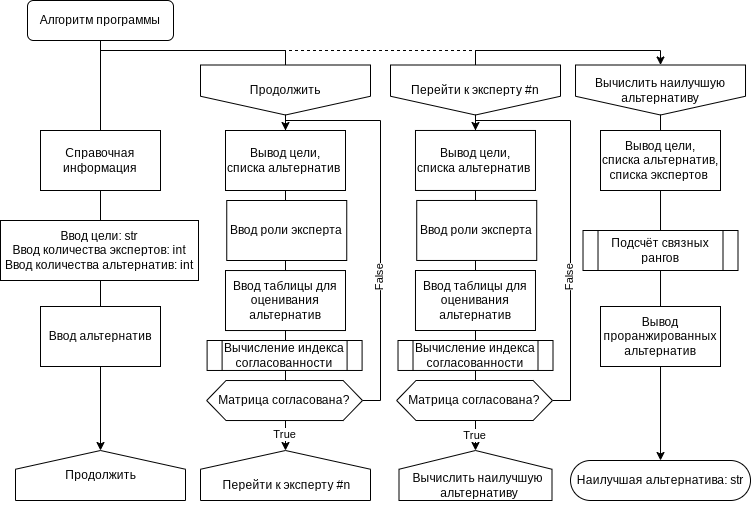 Алгоритм программы
Справочная
информация
Ввод цели: str
Ввод количества экспертов: int
Ввод количества альтернатив: int
Ввод альтернатив
Продолжить
Продолжить
Вывод цели,
списка альтернатив
Ввод роли эксперта
Ввод таблицы для
оценивания
альтернатив
Вычисление индекса
согласованности
Матрица согласована?
False
True
Перейти к эксперту #n
Перейти к эксперту #n
Вывод цели,
списка альтернатив
Ввод роли эксперта
Ввод таблицы для
оценивания
альтернатив
Вычисление индекса
согласованности
Матрица согласована?
False
True
Вычислить наилучшую
альтернативу
Вычислить наилучшую
альтернативу
Вывод цели,
списка альтернатив,
списка экспертов
Подсчёт связных
рангов
Вывод
проранжированных
альтернатив
Наилучшая альтернатива: str